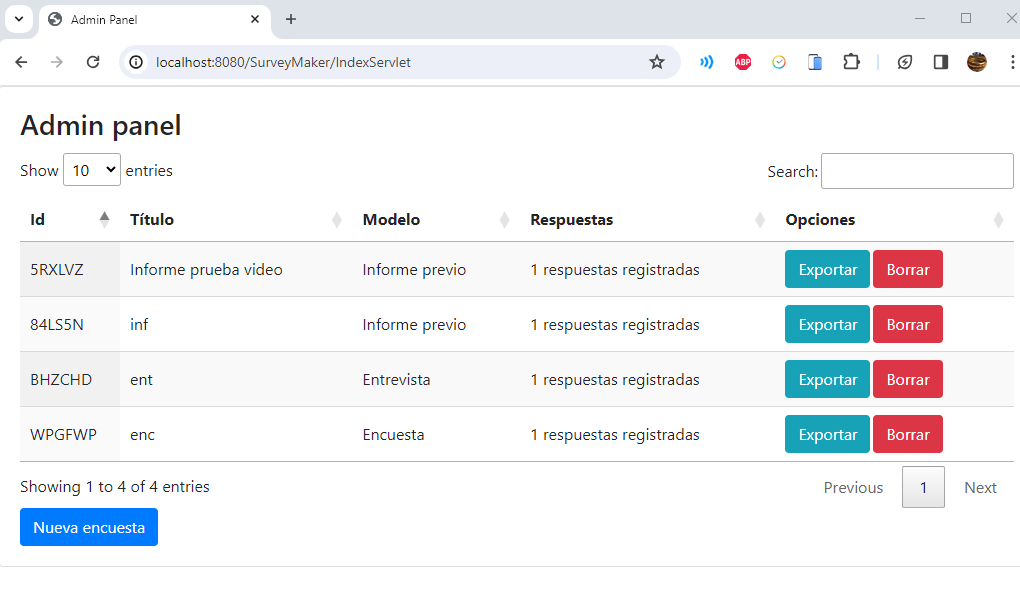 Admin Panel
localhost:8080/SurveyMaker/IndexServlet
ABP
Admin panel
Show 10 entries Search:
Id Título Modelo Respuestas Opciones
5RXLVZ Informe prueba video Informe previo 1 respuestas registradas Exportar Borrar
84LS5N inf Informe previo 1 respuestas registradas Exportar Borrar
BHZCHD ent Entrevista 1 respuestas registradas Exportar Borrar
WPGFWP enc Encuesta 1 respuestas registradas Exportar Borrar
Showing 1 to 4 of 4 entries Previous 1 Next
Nueva encuesta